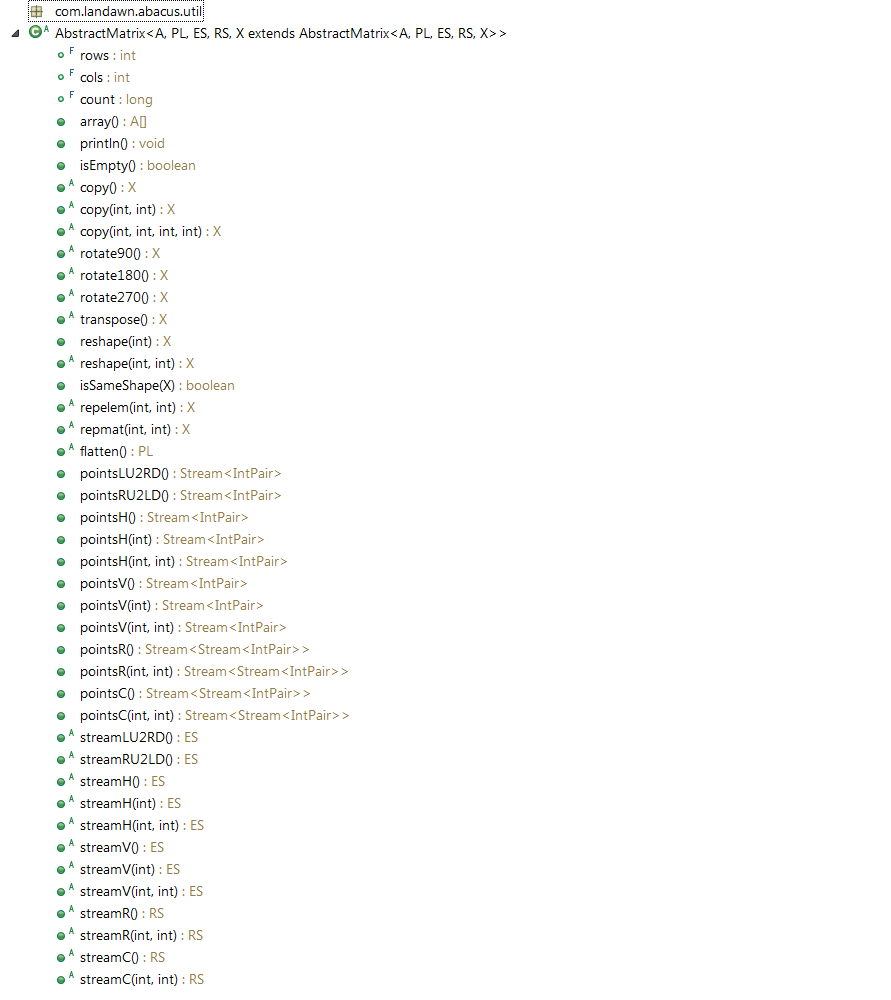 com.landawn.abacus.util
AbstractMatrix<A, PL, ES, RS, X extends AbstractMatrix<A, PL, ES, RS, X>>
F rows : int
F cols : int
F count : long
array() : A[]
println() : void
isEmpty() : boolean
A copy() : X
A copy(int, int) : X
A copy(int, int, int, int) : X
A rotate90() : X
A rotate180() : X
A rotate270() : X
A transpose() : X
reshape(int) : X
A reshape(int, int) : X
isSameShape(X) : boolean
A repelem(int, int) : X
A repmat(int, int) : X
A flatten() : PL
pointsLU2RD() : Stream<IntPair>
pointsRU2LD() : Stream<IntPair>
pointsH() : Stream<IntPair>
pointsH(int) : Stream<IntPair>
pointsH(int, int) : Stream<IntPair>
pointsV() : Stream<IntPair>
pointsV(int) : Stream<IntPair>
pointsV(int, int) : Stream<IntPair>
pointsR() : Stream<Stream<IntPair>>
pointsR(int, int) : Stream<Stream<IntPair>>
pointsC() : Stream<Stream<IntPair>>
pointsC(int, int) : Stream<Stream<IntPair>>
A streamLU2RD() : ES
A streamRU2LD() : ES
A streamH() : ES
A streamH(int) : ES
A streamH(int, int) : ES
A streamV() : ES
A streamV(int) : ES
A streamV(int, int) : ES
A streamR() : RS
A streamR(int, int) : RS
A streamC() : RS
A streamC(int, int) : RS